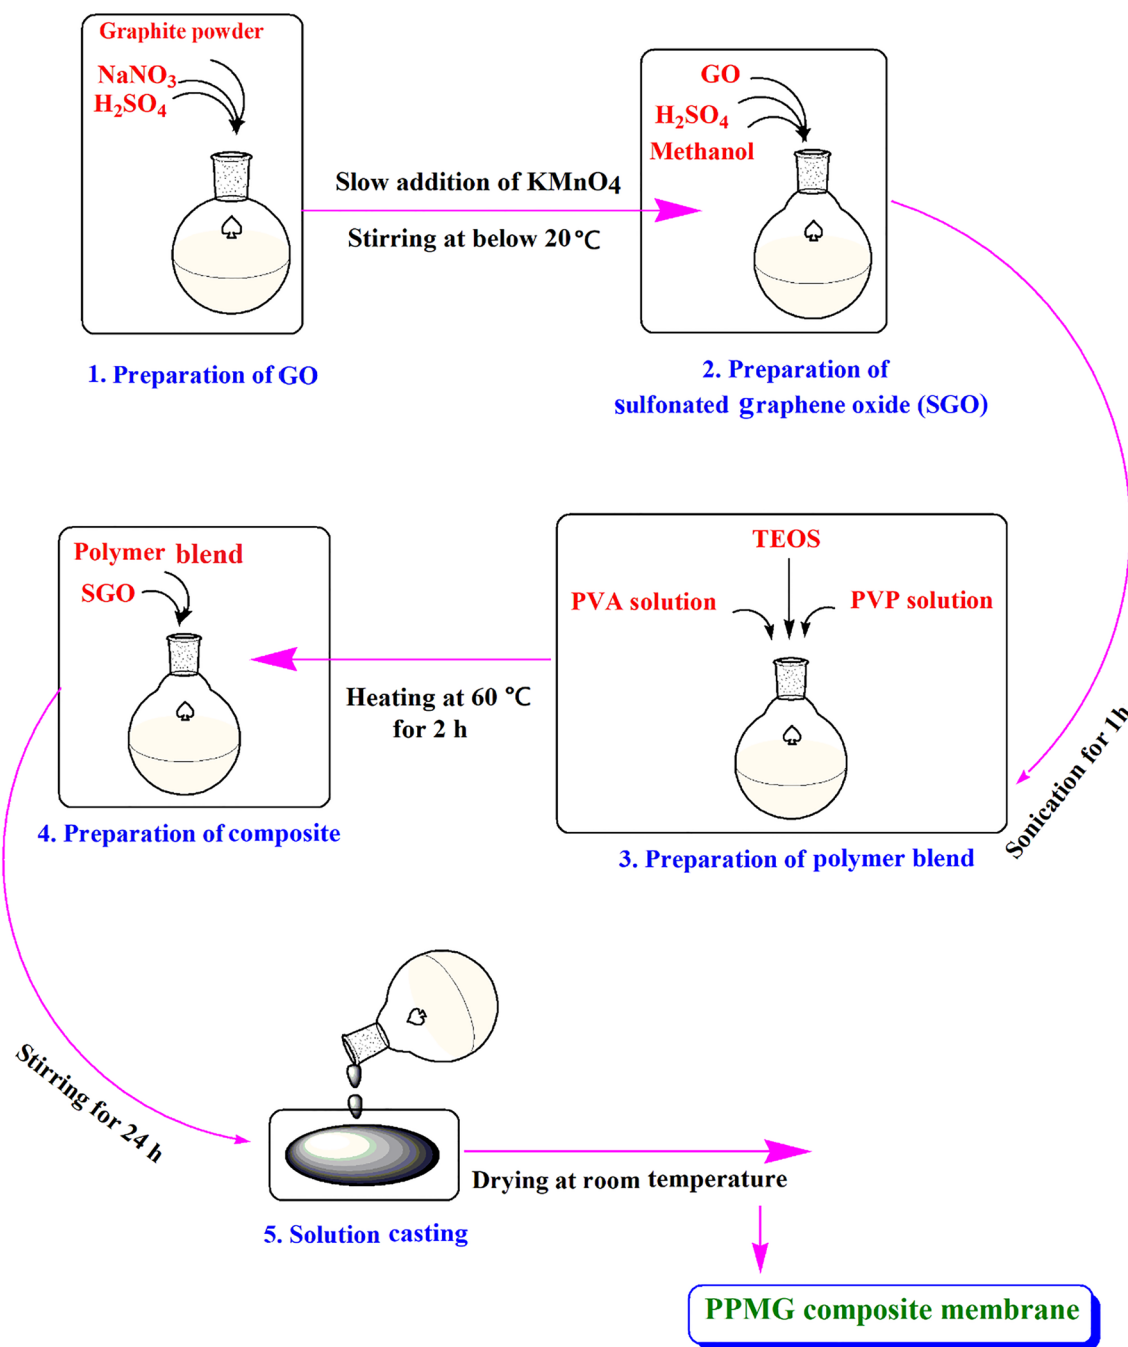 Graphite powder
NaNO3
H2SO4
Slow addition of KMnO4
Stirring at below 20 °C
1. Preparation of GO
GO
H2SO4
Methanol
2. Preparation of
sulfonated graphene oxide (SGO)
Sonication for 1h
TEOS
PVA solution
PVP solution
3. Preparation of polymer blend
Heating at 60 °C
for 2 h
Polymer blend
SGO
4. Preparation of composite
Stirring for 24 h
5. Solution casting
Drying at room temperature
PPMG composite membrane